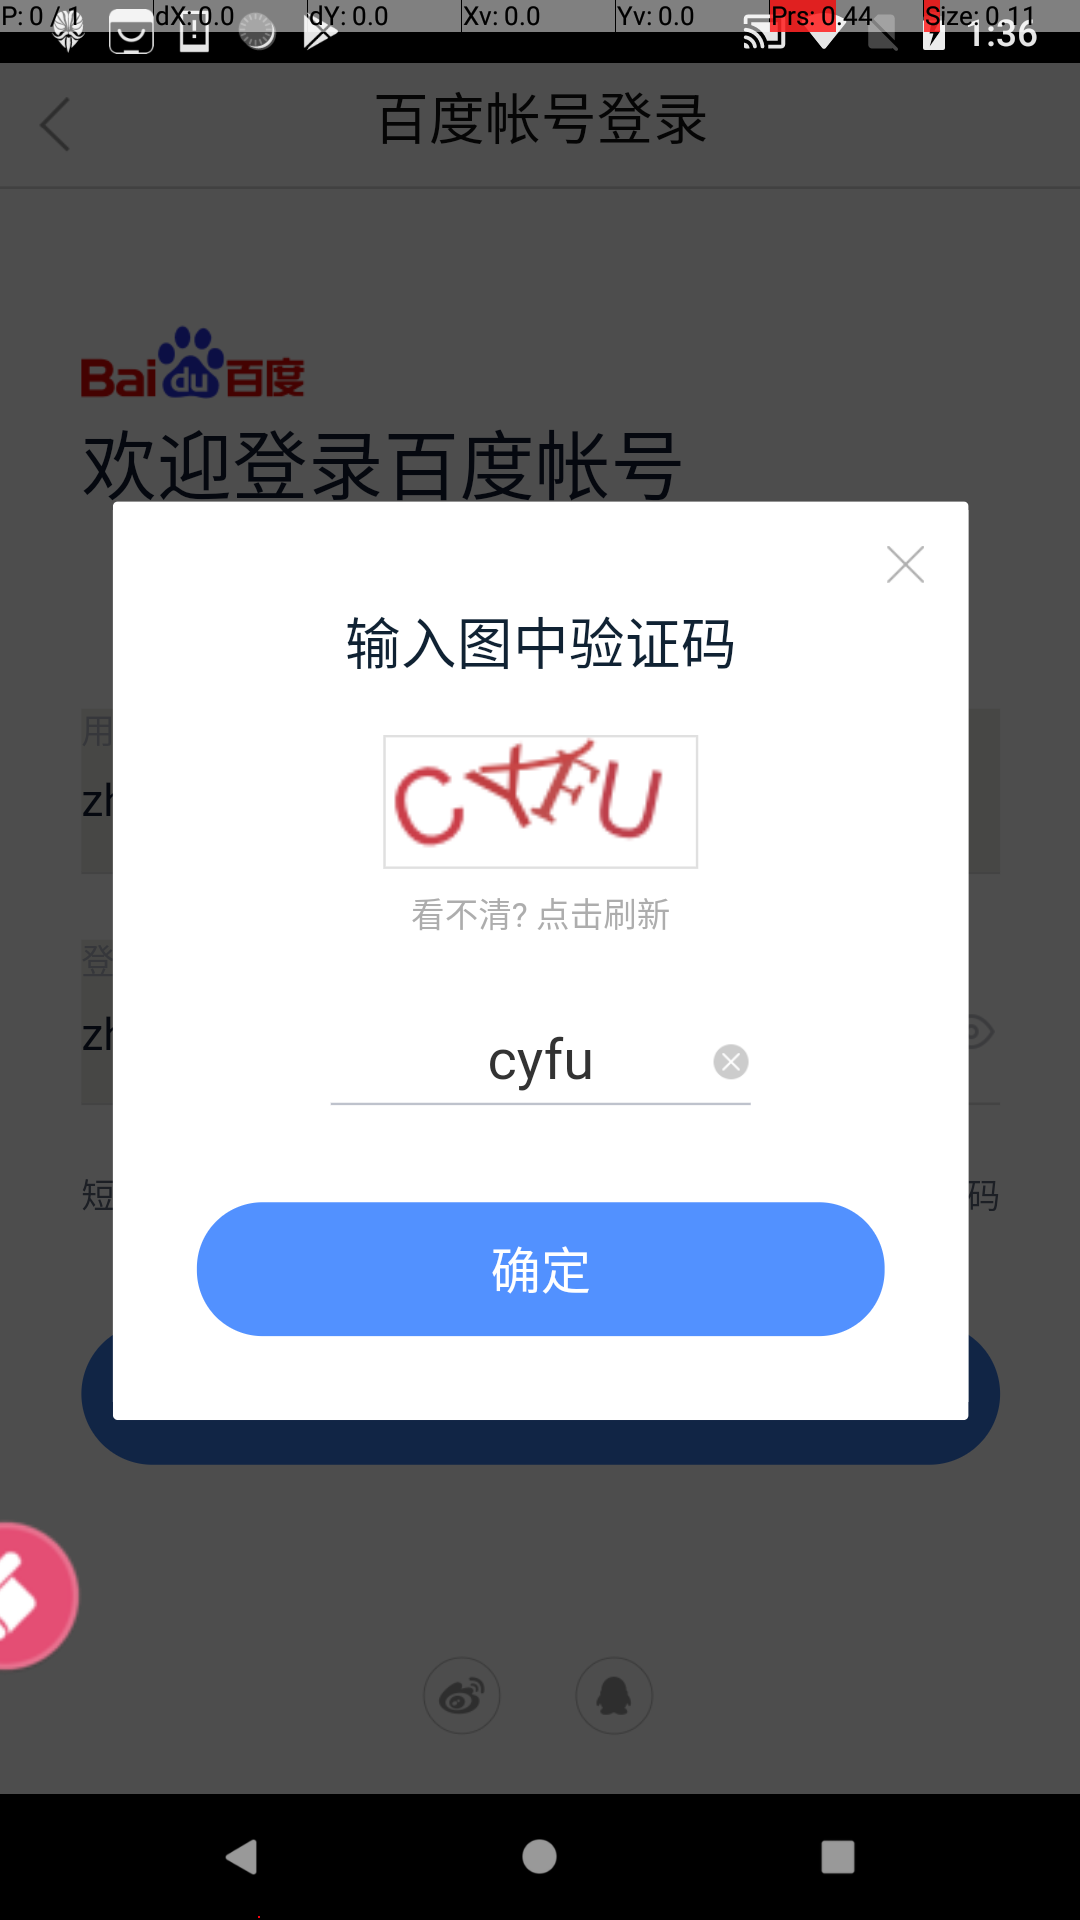 P: 0 / 1 dX: 0.0 dY: 0.0 Xv: 0.0 Yv: 0.0 Prs: 0.44 Size: 0.11
1:36
百度帐号登录
Bai du 百度
欢迎登录百度帐号
输入图中验证码
用
zh
CYFU
看不清? 点击刷新
登
zh
cyfu
短
码
确定